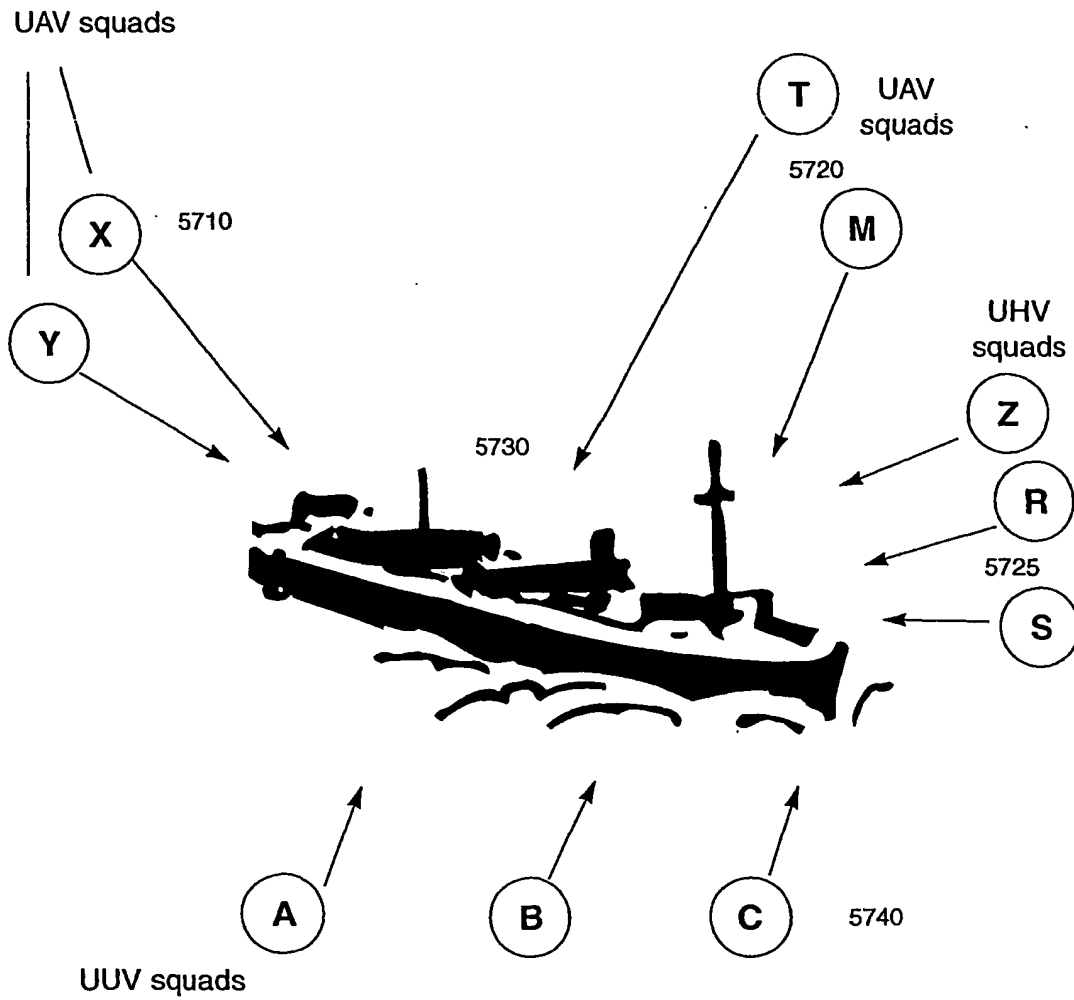 UAV squads
T
UAV
squads
5720
X
5710
M
Y
UHV
squads
Z
5730
R
5725
S
A
B
C
5740
UUV squads